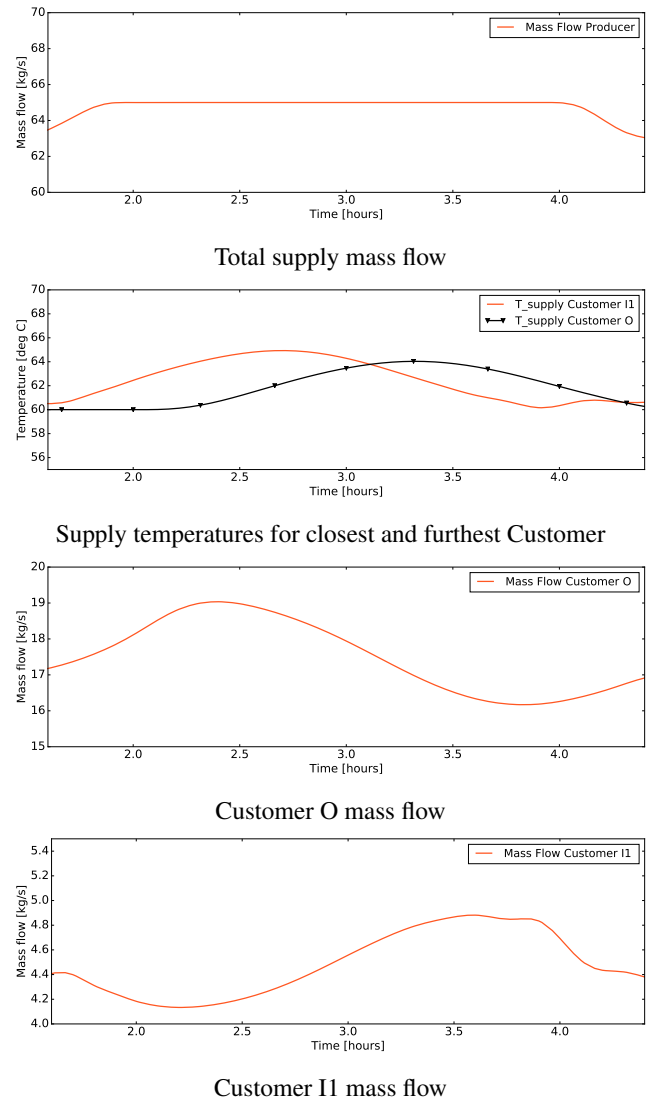 70
68
66
64
62
60
Mass flow [kg/s]
Mass Flow Producer
2.0 2.5 3.0 3.5 4.0
Time [hours]
Total supply mass flow
70
68
66
64
62
60
58
56
Temperature [deg C]
T_supply Customer I1
T_supply Customer O
2.0 2.5 3.0 3.5 4.0
Time [hours]
Supply temperatures for closest and furthest Customer
20
19
18
17
16
15
Mass flow [kg/s]
Mass Flow Customer O
2.0 2.5 3.0 3.5 4.0
Time [hours]
Customer O mass flow
5.4
5.2
5.0
4.8
4.6
4.4
4.2
4.0
Mass flow [kg/s]
Mass Flow Customer I1
2.0 2.5 3.0 3.5 4.0
Time [hours]
Customer I1 mass flow